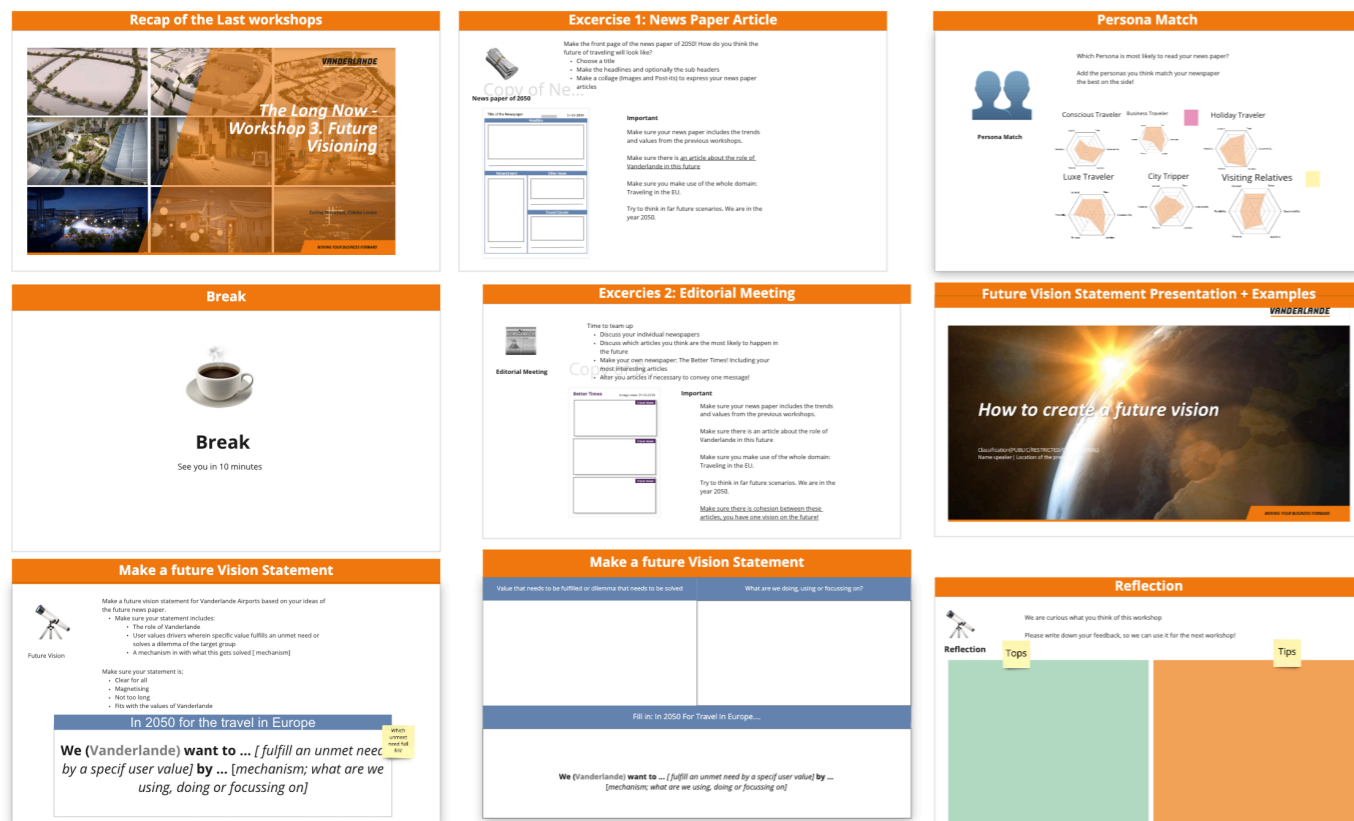 Recap of the Last workshops
VANDERLANDE
The Long Now -
Workshop 3. Future
Visioning
MOVING YOUR BUSINESS FORWARD
Excercise 1: News Paper Article
Make the front page of the news paper of 2050! How do you think the
future of traveling will look like?
• Choose a title
• Make the headlines and optionally the sub headers
• Make a collage (Images and Post-its) to express your news paper
articles
Copy of Ne...
News paper of 2050
Title of the Newspaper
Headline
Important
Make sure your news paper includes the trends
and values from the previous workshops.
Make sure there is an article about the role of
Vanderlande in this future
Make sure you make use of the whole domain:
Traveling in the EU.
Try to think in far future scenarios. We are in the
year 2050.
Persona Match
Which Persona is most likely to read your news paper?
Add the personas you think match your newspaper
the best on the side!
Persona Match
Conscious Traveler
Business Traveler
Holiday Traveler
Luxe Traveler
City Tripper
Visiting Relatives
Break
Break
See you in 10 minutes
Excercies 2: Editorial Meeting
Time to team up
• Discuss your individual newspapers
• Discuss which articles you think are the most likely to happen in
the future
• Make your own newspaper: The Better Times! Including your
most interesting articles
• Alter you articles if necessary to convey one message!
Editorial Meeting
Better Times
Important
Make sure your news paper includes the trends
and values from the previous workshops.
Make sure there is an article about the role of
Vanderlande in this future
Make sure you make use of the whole domain:
Traveling in the EU.
Try to think in far future scenarios. We are in the
year 2050.
Make sure there is cohesion between these
articles, you have one vision on the future!
Future Vision Statement Presentation + Examples
VANDERLANDE
How to create a future vision
MOVING YOUR BUSINESS FORWARD
Make a future Vision Statement
Make a future vision statement for Vanderlande Airports based on your ideas of
the future news paper.
• Make sure your statement includes:
• The role of Vanderlande
• User values drivers wherein specific value fulfills an unmet need or
solves a dilemma of the target group
• A mechanism in with what this gets solved [ mechanism]
Future Vision
Make sure your statement is;
• Clear for all
• Magnetising
• Not too long
• Fits with the values of Vanderlande
In 2050 for the travel in Europe
We (Vanderlande) want to ... [ fulfill an unmet need
by a specif user value] by ... [mechanism; what are we
using, doing or focussing on]
Which
unmeet
need full
fils?
Make a future Vision Statement
Value that needs to be fulfilled or dilemma that needs to be solved
What are we doing, using or focussing on?
Fill in: In 2050 For Travel in Europe....
We (Vanderlande) want to ... [ fulfill an unmet need by a specif user value] by ...
[mechanism; what are we using, doing or focussing on]
Reflection
We are curious what you think of this workshop
Please write down your feedback, so we can use it for the next workshop!
Reflection
Tops
Tips